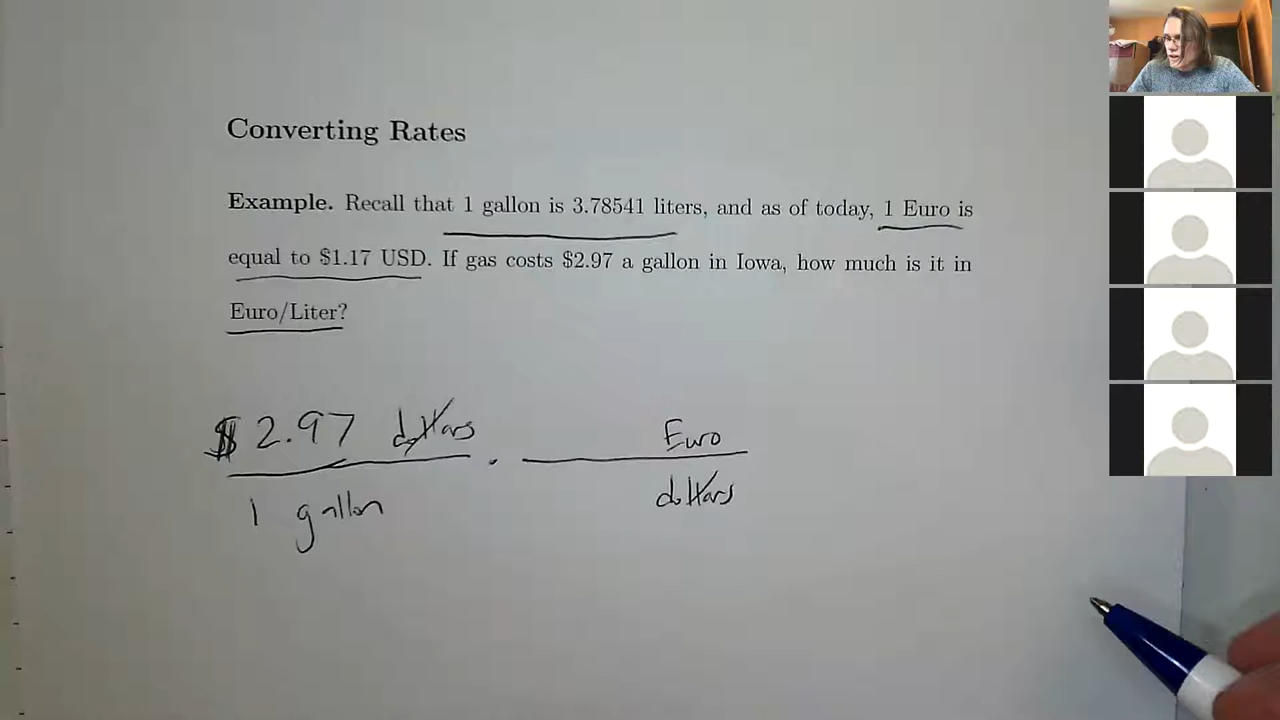 Converting Rates
Example. Recall that 1 gallon is 3.78541 liters, and as of today, 1 Euro is
equal to $1.17 USD. If gas costs $2.97 a gallon in Iowa, how much is it in
Euro/Liter?
$ 2.97 dollars . Euro
1 gallon dollars